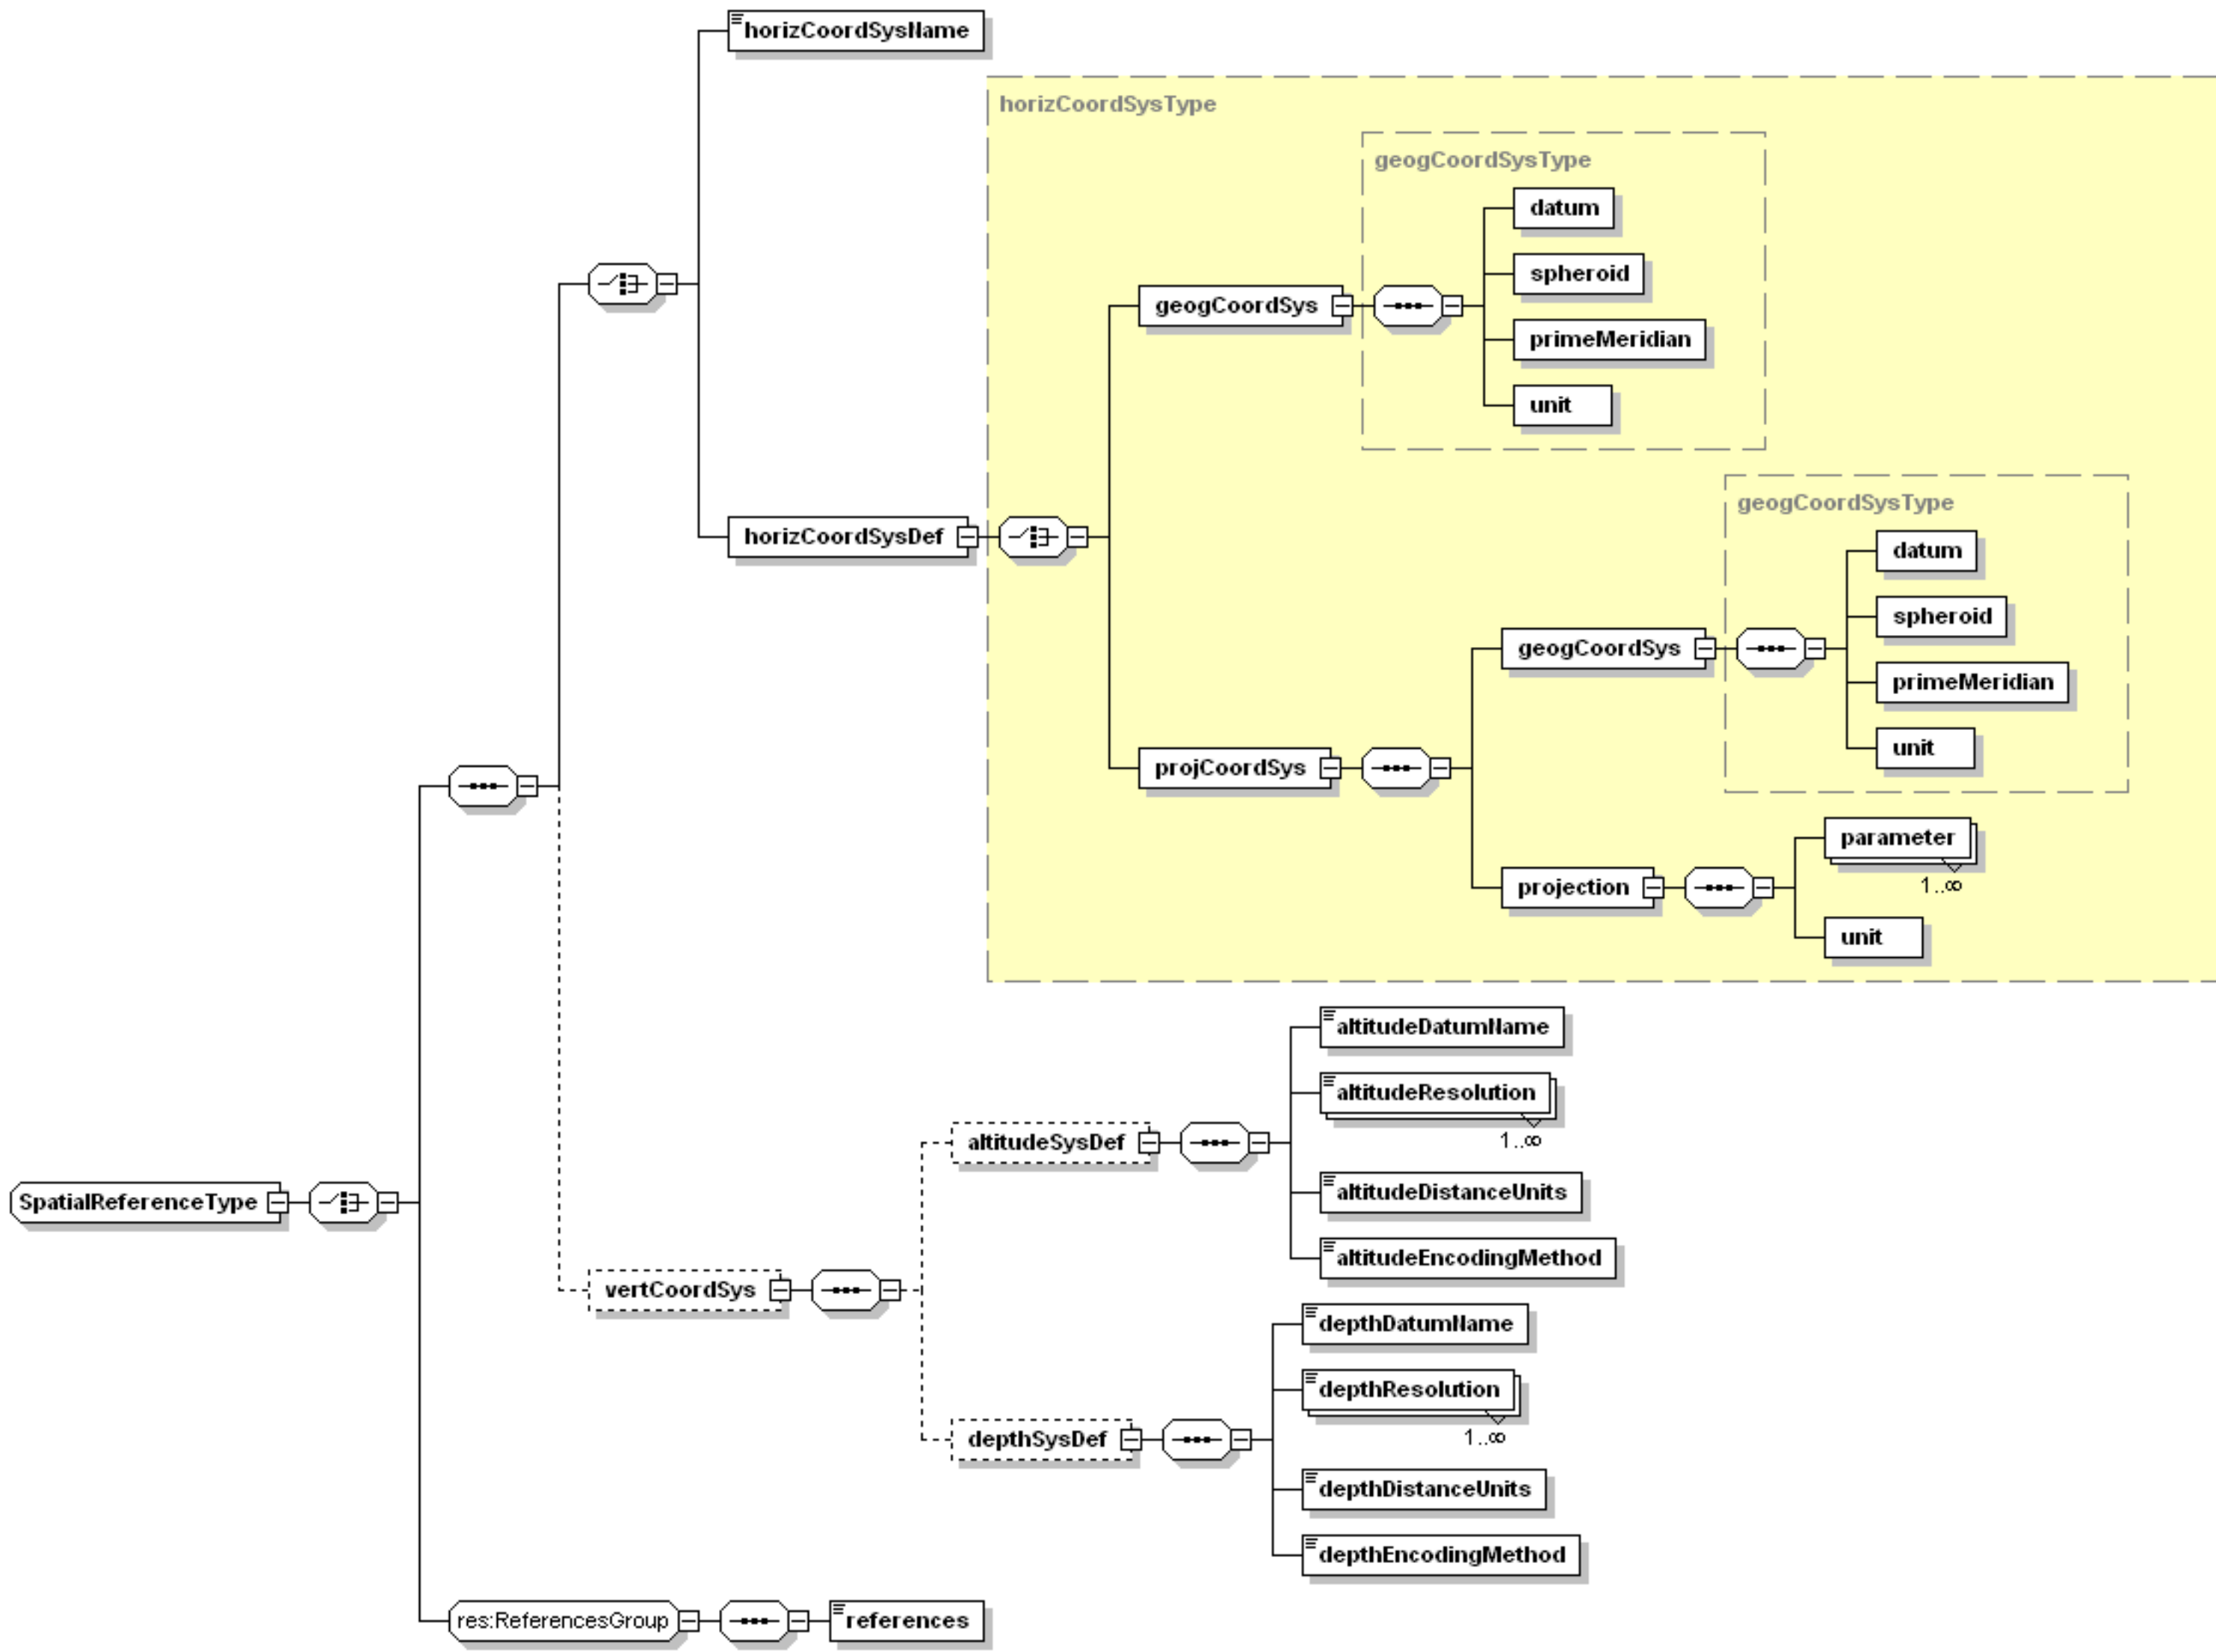 horizCoordSysName
horizCoordSysType
geogCoordSysType
datum
spheroid
geogCoordSys
primeMeridian
unit
geogCoordSysType
horizCoordSysDef
datum
spheroid
geogCoordSys
primeMeridian
unit
projCoordSys
parameter
1..∞
projection
unit
altitudeDatumName
altitudeResolution
1..∞
altitudeSysDef
altitudeDistanceUnits
SpatialReferenceType
altitudeEncodingMethod
vertCoordSys
depthDatumName
depthResolution
1..∞
depthSysDef
depthDistanceUnits
depthEncodingMethod
res:ReferencesGroup
references